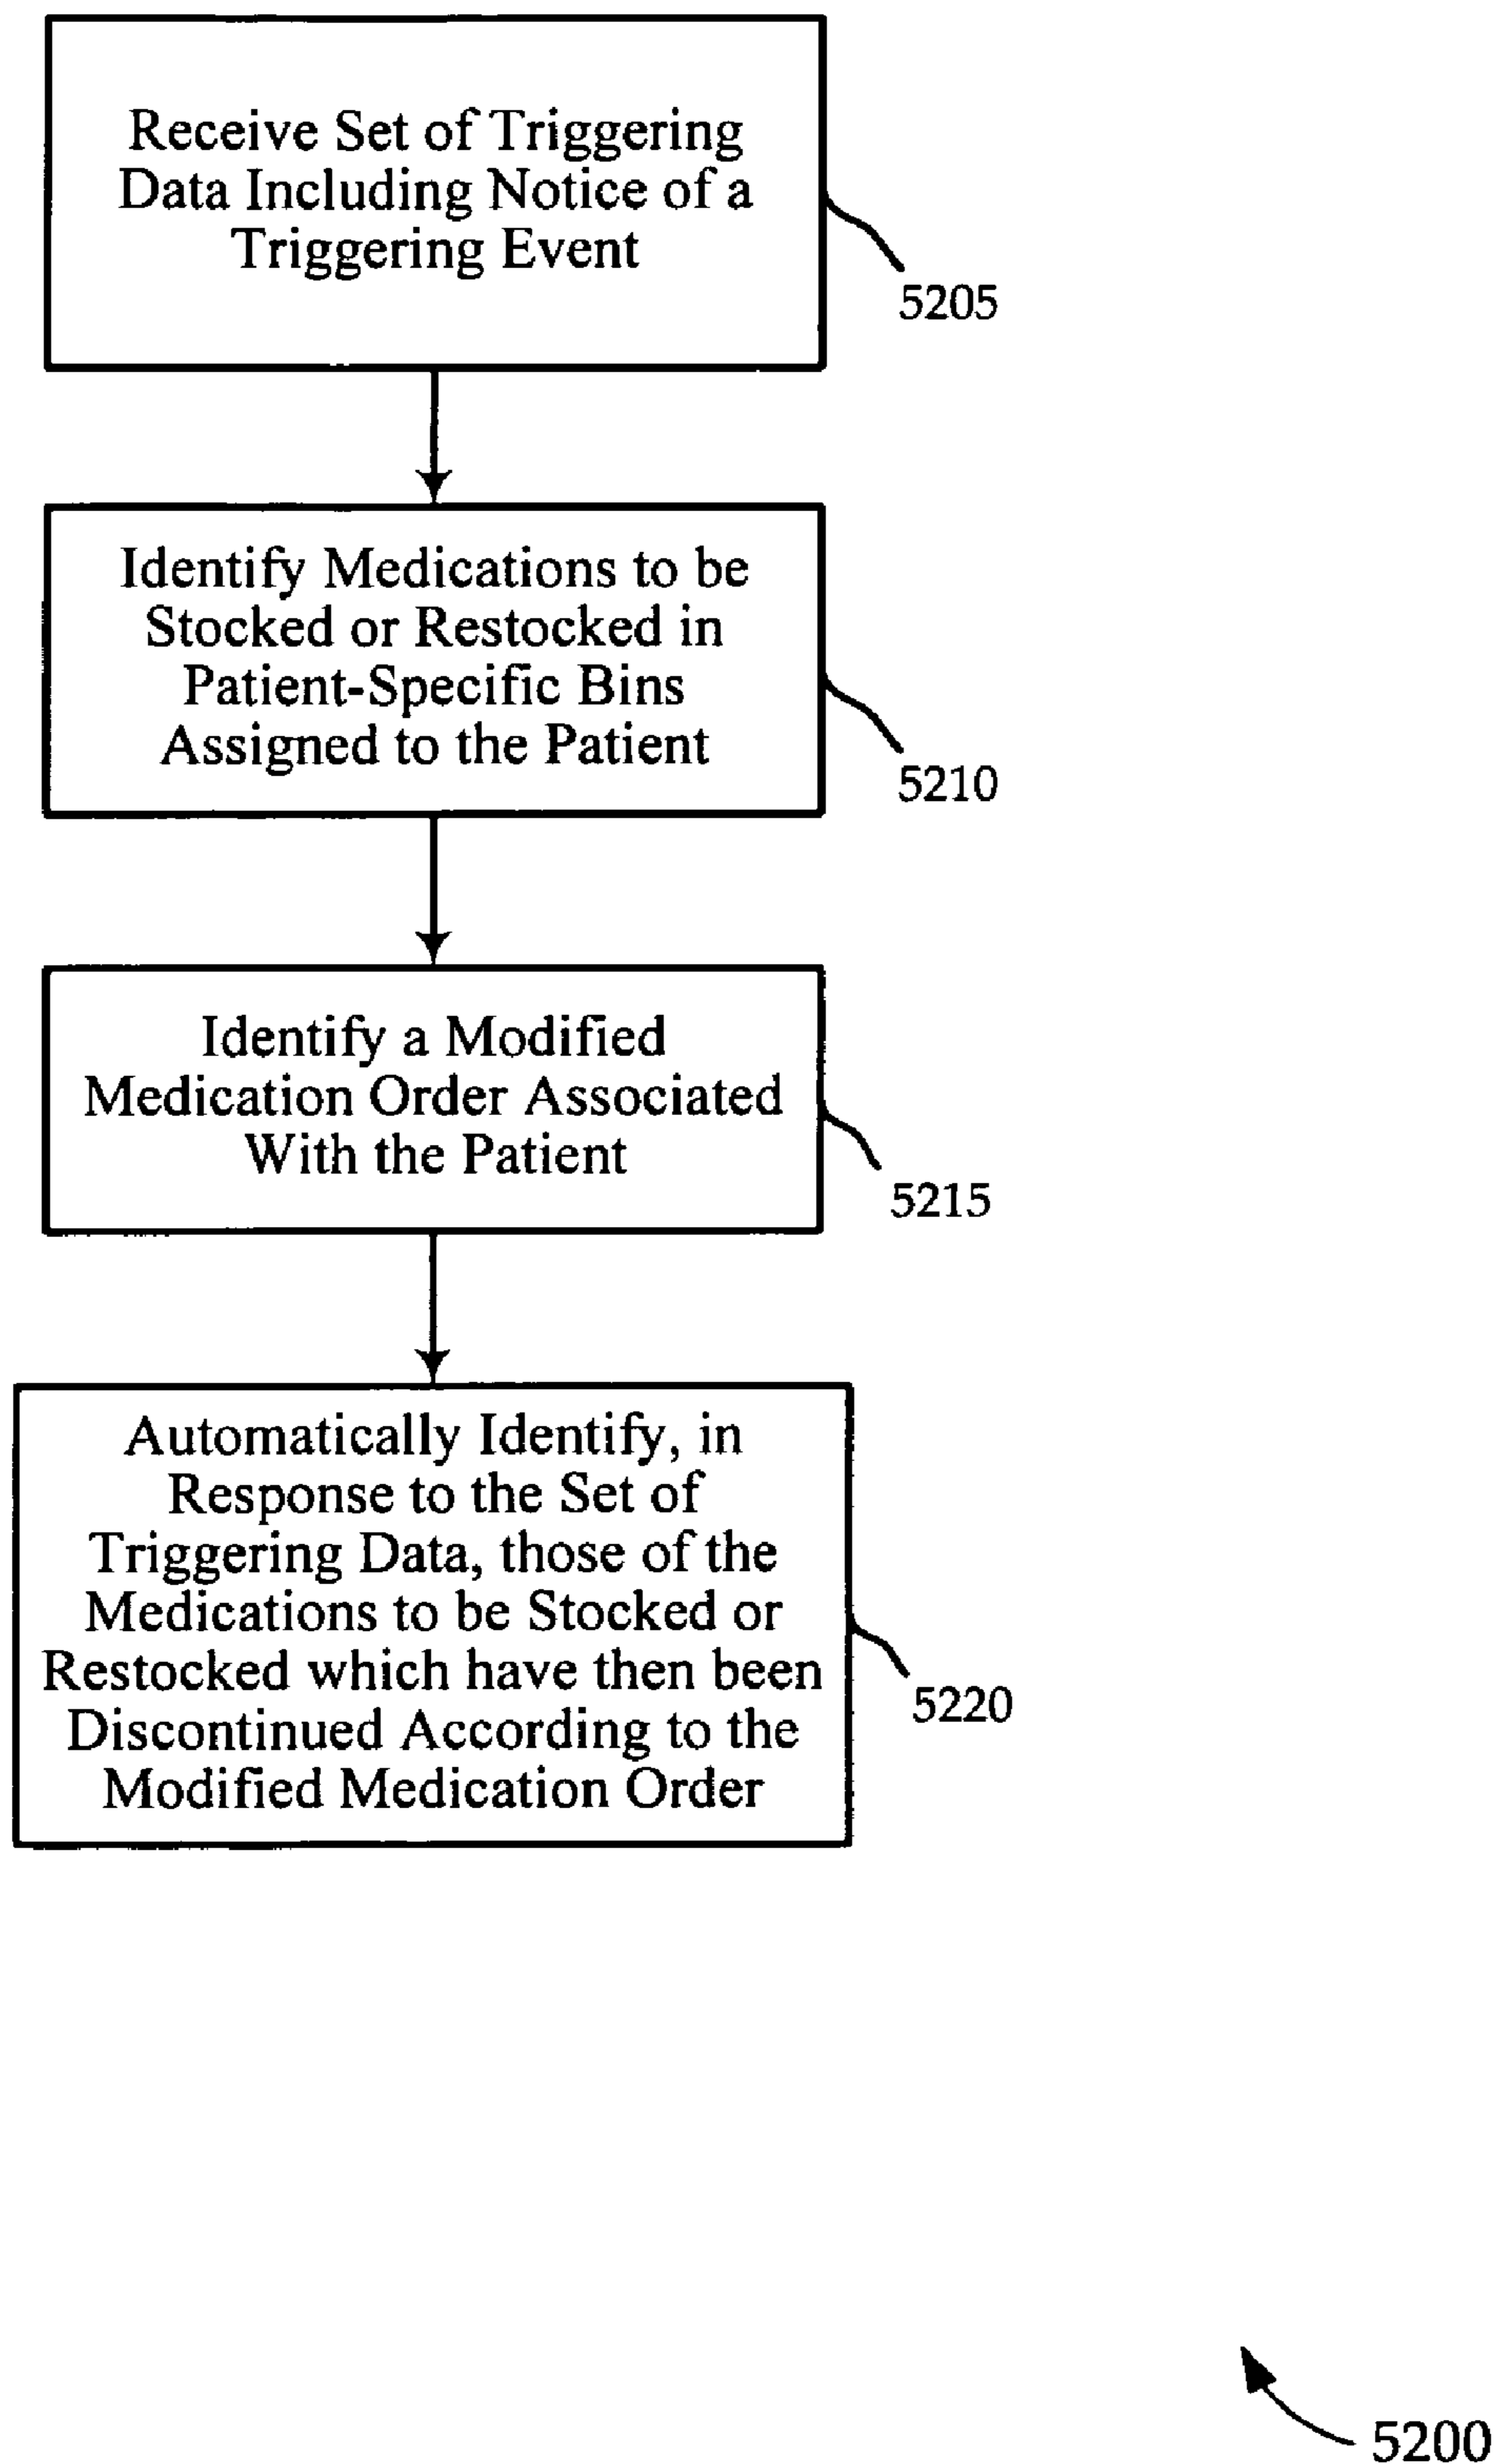 Receive Set of Triggering
Data Including Notice of a
Triggering Event
5205
Identify Medications to be
Stocked or Restocked in
Patient-Specific Bins
Assigned to the Patient
5210
Identify a Modified
Medication Order Associated
With the Patient
5215
Automatically Identify, in
Response to the Set of
Triggering Data, those of the
Medications to be Stocked or
Restocked which have then been
Discontinued According to the
Modified Medication Order
5220
5200